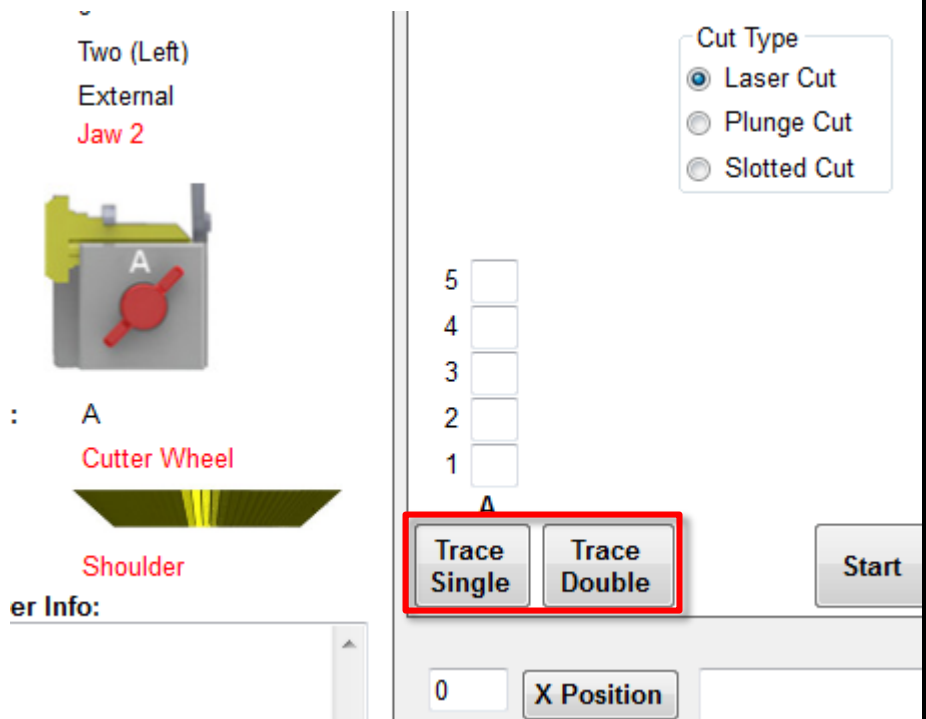 Two (Left)
External
Jaw 2
A
: A
Cutter Wheel
Shoulder
er Info:
Cut Type
Laser Cut
Plunge Cut
Slotted Cut
5
4
3
2
1
A
Trace Single
Trace Double
Start
0
X Position